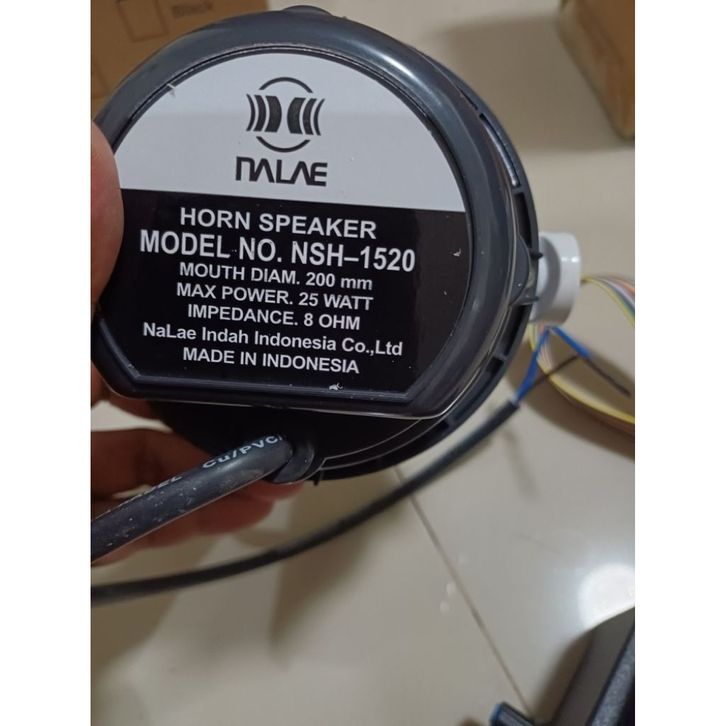 Black
NALAE
HORN SPEAKER
MODEL NO. NSH–1520
MOUTH DIAM. 200 mm
MAX POWER. 25 WATT
IMPEDANCE. 8 OHM
NaLae Indah Indonesia Co.,Ltd
MADE IN INDONESIA
Cu/PVC